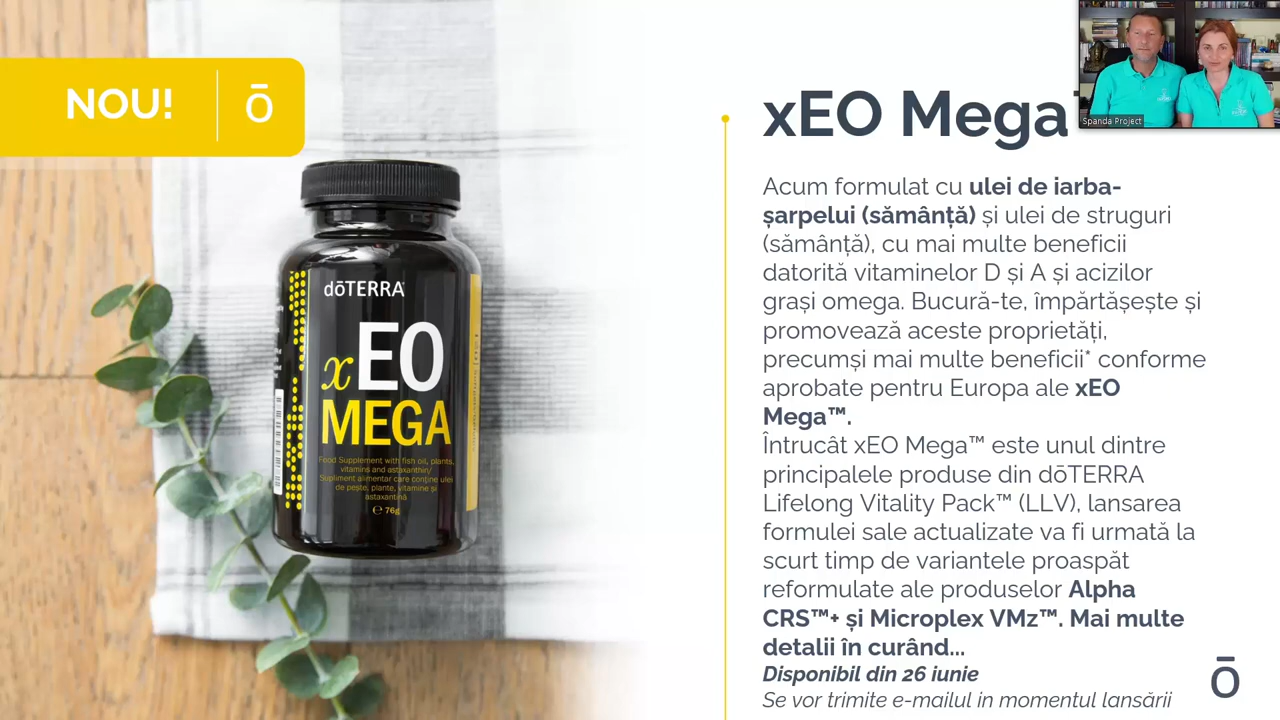 NOU!
ō
xEO Mega
Spanda Project
Acum formulat cu ulei de iarba-
șarpelui (sămânță) și ulei de struguri
(sămânță), cu mai multe beneficii
datorită vitaminelor D și A și acizilor
grași omega. Bucură-te, împărtășește și
promovează aceste proprietăți,
precumși mai multe beneficii* conforme
aprobate pentru Europa ale xEO
Mega™.
Întrucât xEO Mega™ este unul dintre
principalele produse din dōTERRA
Lifelong Vitality Pack™ (LLV), lansarea
formulei sale actualizate va fi urmată la
scurt timp de variantele proaspăt
reformulate ale produselor Alpha
CRS™+ și Microplex VMz™. Mai multe
detalii în curând...
Disponibil din 26 iunie
Se vor trimite e-mailul in momentul lansării
ō
dōTERRA
xEO
MEGA
Food Supplement with fish oil, plants,
vitamins and astaxanthin/
Supliment alimentar care conține ulei
de pește, plante, vitamine și
astaxantină
℮ 76g